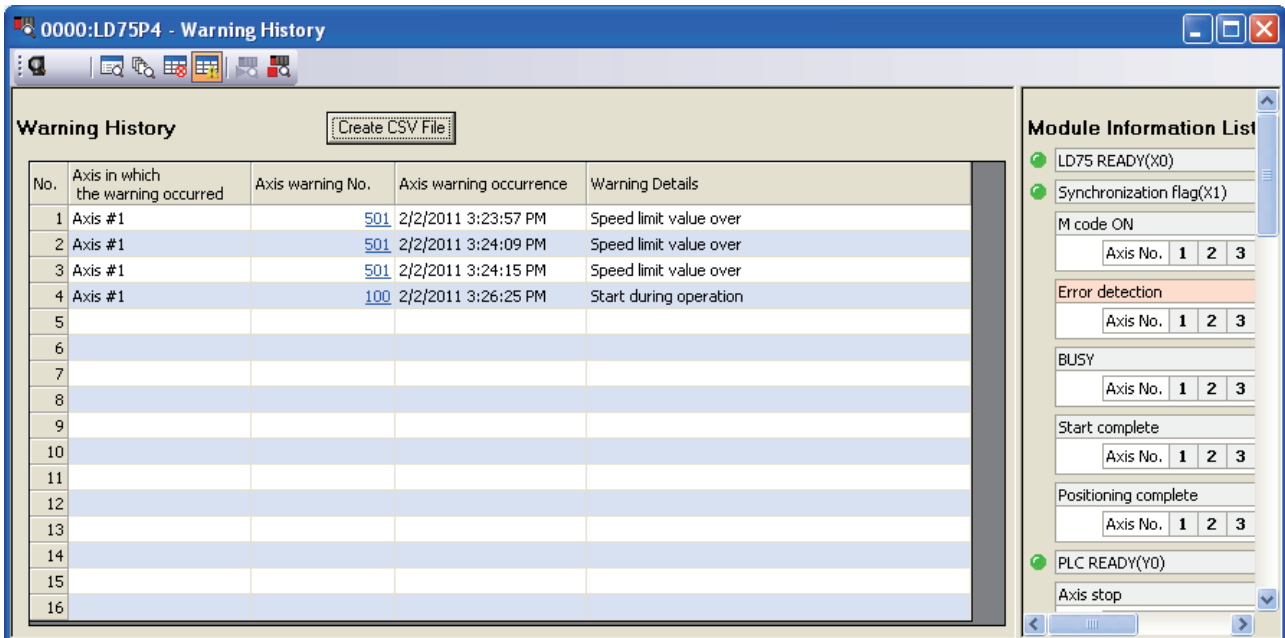 0000:LD75P4 - Warning History
Warning History
Create CSV File
No. Axis in which the warning occurred Axis warning No. Axis warning occurrence Warning Details
1 Axis #1 501 2/2/2011 3:23:57 PM Speed limit value over
2 Axis #1 501 2/2/2011 3:24:09 PM Speed limit value over
3 Axis #1 501 2/2/2011 3:24:15 PM Speed limit value over
4 Axis #1 100 2/2/2011 3:26:25 PM Start during operation
5
6
7
8
9
10
11
12
13
14
15
16
Module Information List
LD75 READY(X0)
Synchronization flag(X1)
M code ON
Axis No. 1 2 3
Error detection
Axis No. 1 2 3
BUSY
Axis No. 1 2 3
Start complete
Axis No. 1 2 3
Positioning complete
Axis No. 1 2 3
PLC READY(Y0)
Axis stop